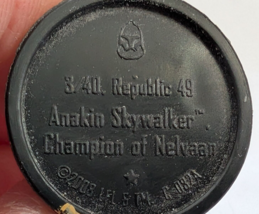 3. 40. Republic 49
Anakin Skywalker™
Champion of Nelvaan
©2008 LFL ® TM.